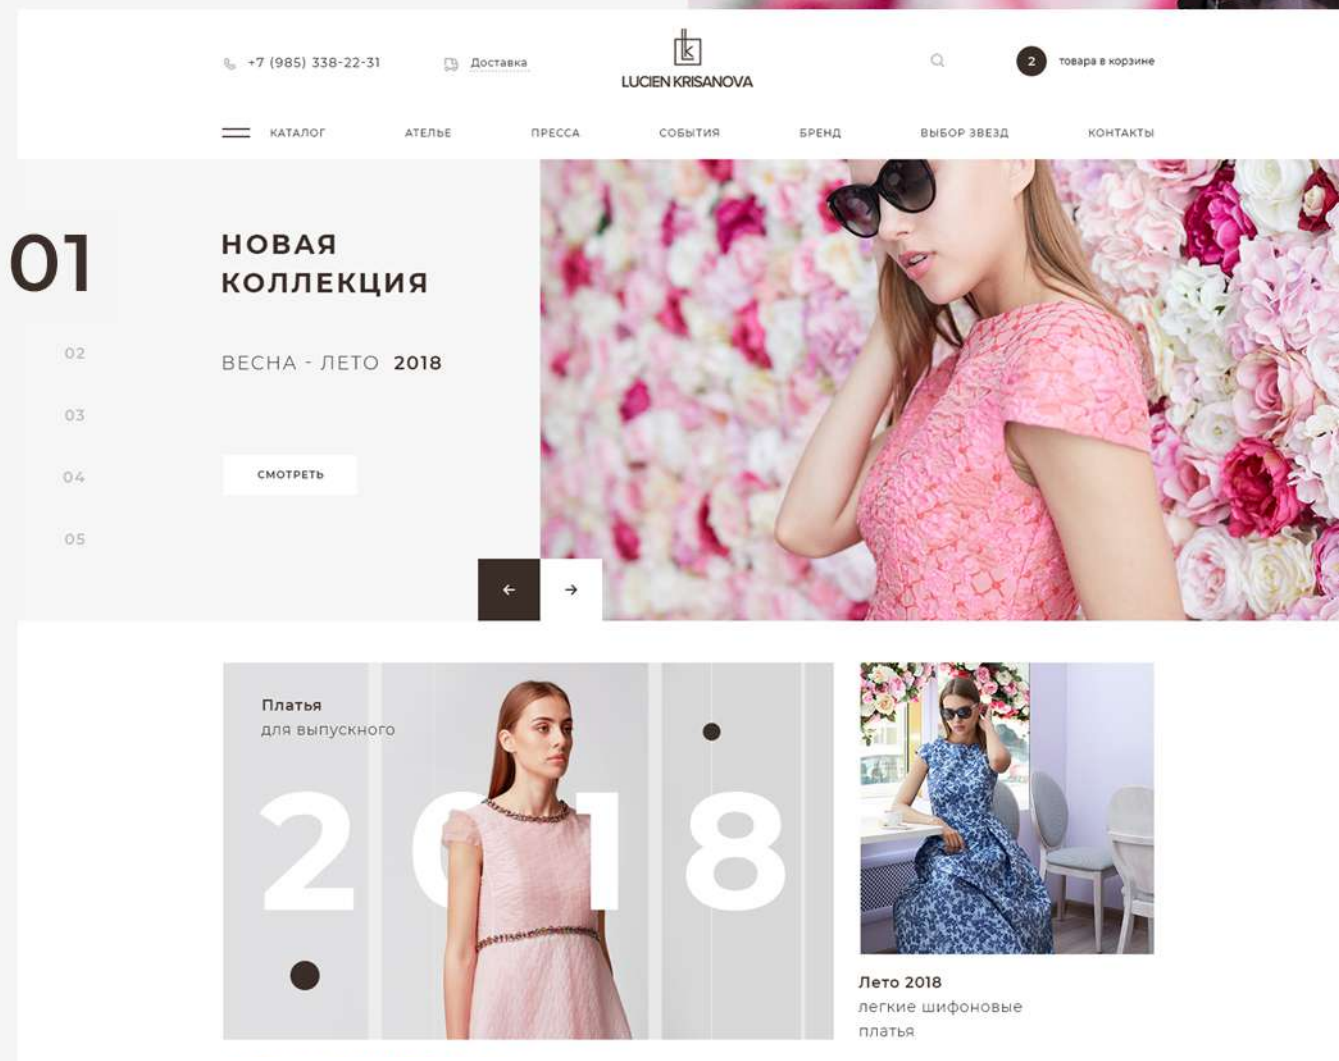 +7 (985) 338-22-31
Доставка
LK
LUCIEN KRISANOVA
2
товара в корзине
КАТАЛОГ
АТЕЛЬЕ
ПРЕССА
СОБЫТИЯ
БРЕНД
ВЫБОР ЗВЕЗД
КОНТАКТЫ
01
02
03
04
05
НОВАЯ
КОЛЛЕКЦИЯ
ВЕСНА - ЛЕТО 2018
СМОТРЕТЬ
Платья
для выпускного
2018
Лето 2018
легкие шифоновые
платья